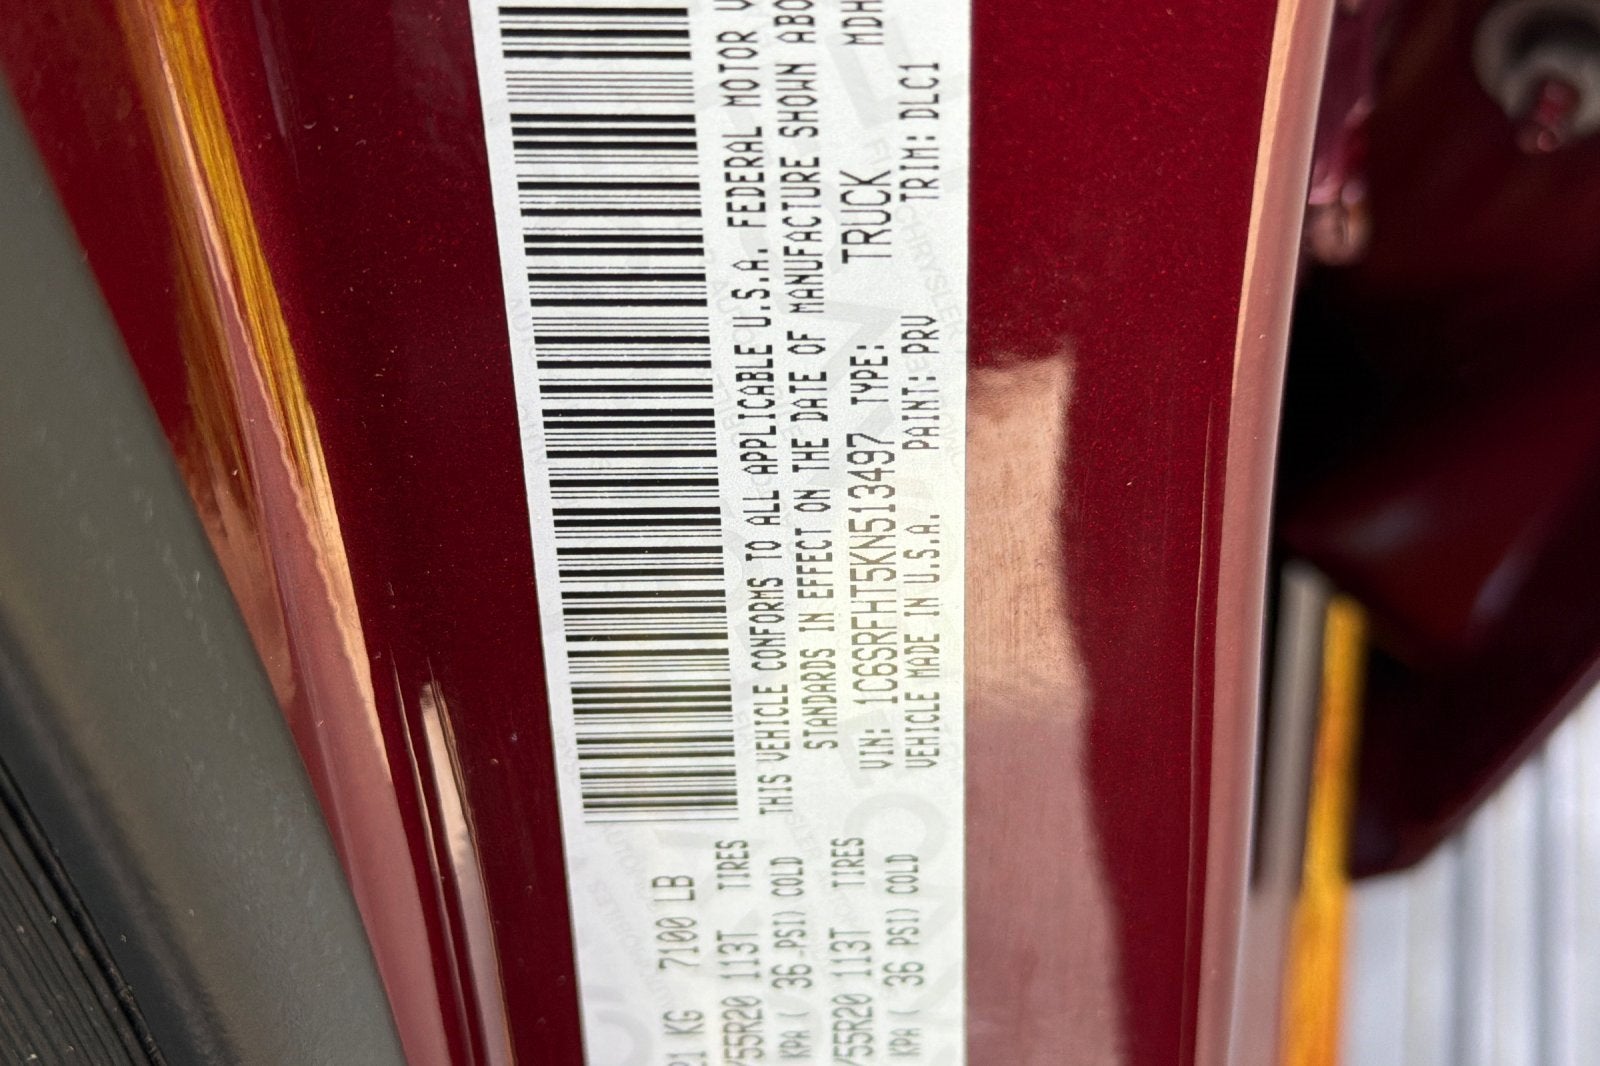 21 KG 7100 LB
/55R20 113T TIRES
KPA ( 36 PSI) COLD
/55R20 113T TIRES
KPA ( 36 PSI) COLD
THIS VEHICLE CONFORMS TO ALL APPLICABLE U.S.A. FEDERAL MOTOR V
STANDARDS IN EFFECT ON THE DATE OF MANUFACTURE SHOWN ABO
VIN: 1C6SRFHT5KN513497 TYPE: TRUCK
VEHICLE MADE IN U.S.A. PAINT: PRV TRIM: DLC1 MDH